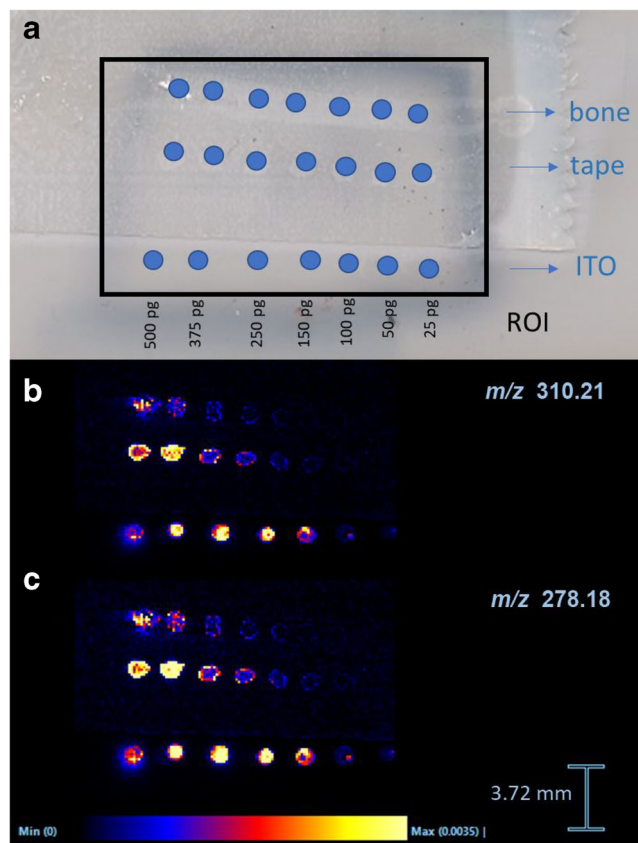 a
bone
tape
ITO
500 pg
375 pg
250 pg
150 pg
100 pg
50 pg
25 pg
ROI
b
m/z 310.21
c
m/z 278.18
3.72 mm
Min (0)
Max (0.0035) |